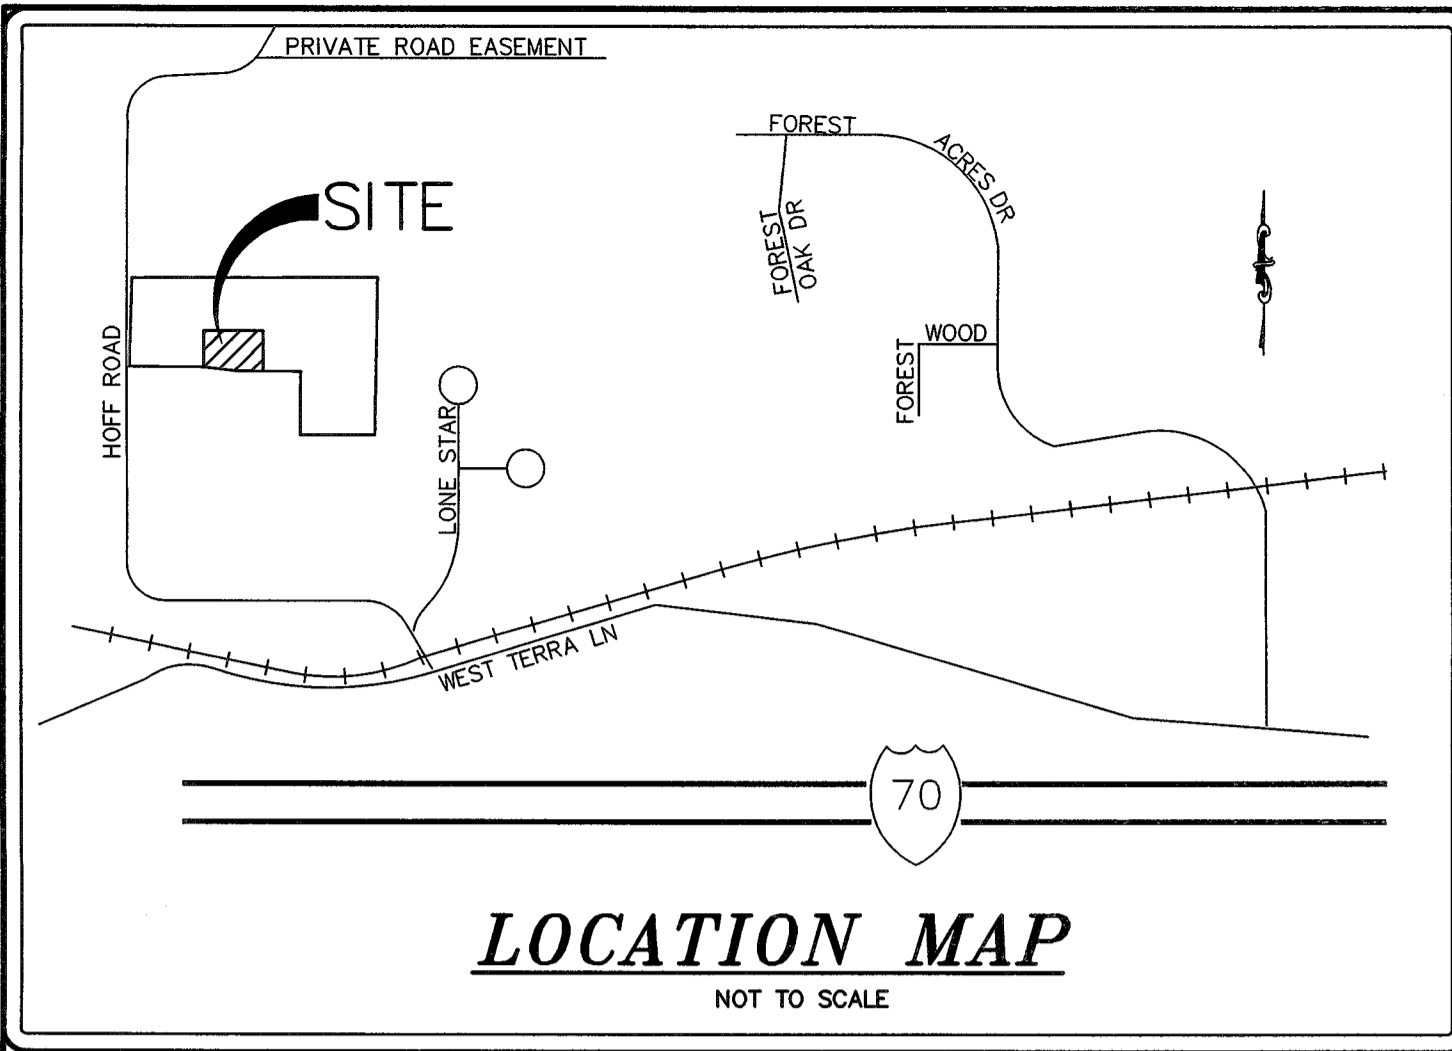 PRIVATE ROAD EASEMENT
FOREST
ACRES DR
SITE
FOREST
OAK DR
HOFF ROAD
WOOD
FOREST
LONE STAR
WEST TERRA LN
70
LOCATION MAP
NOT TO SCALE